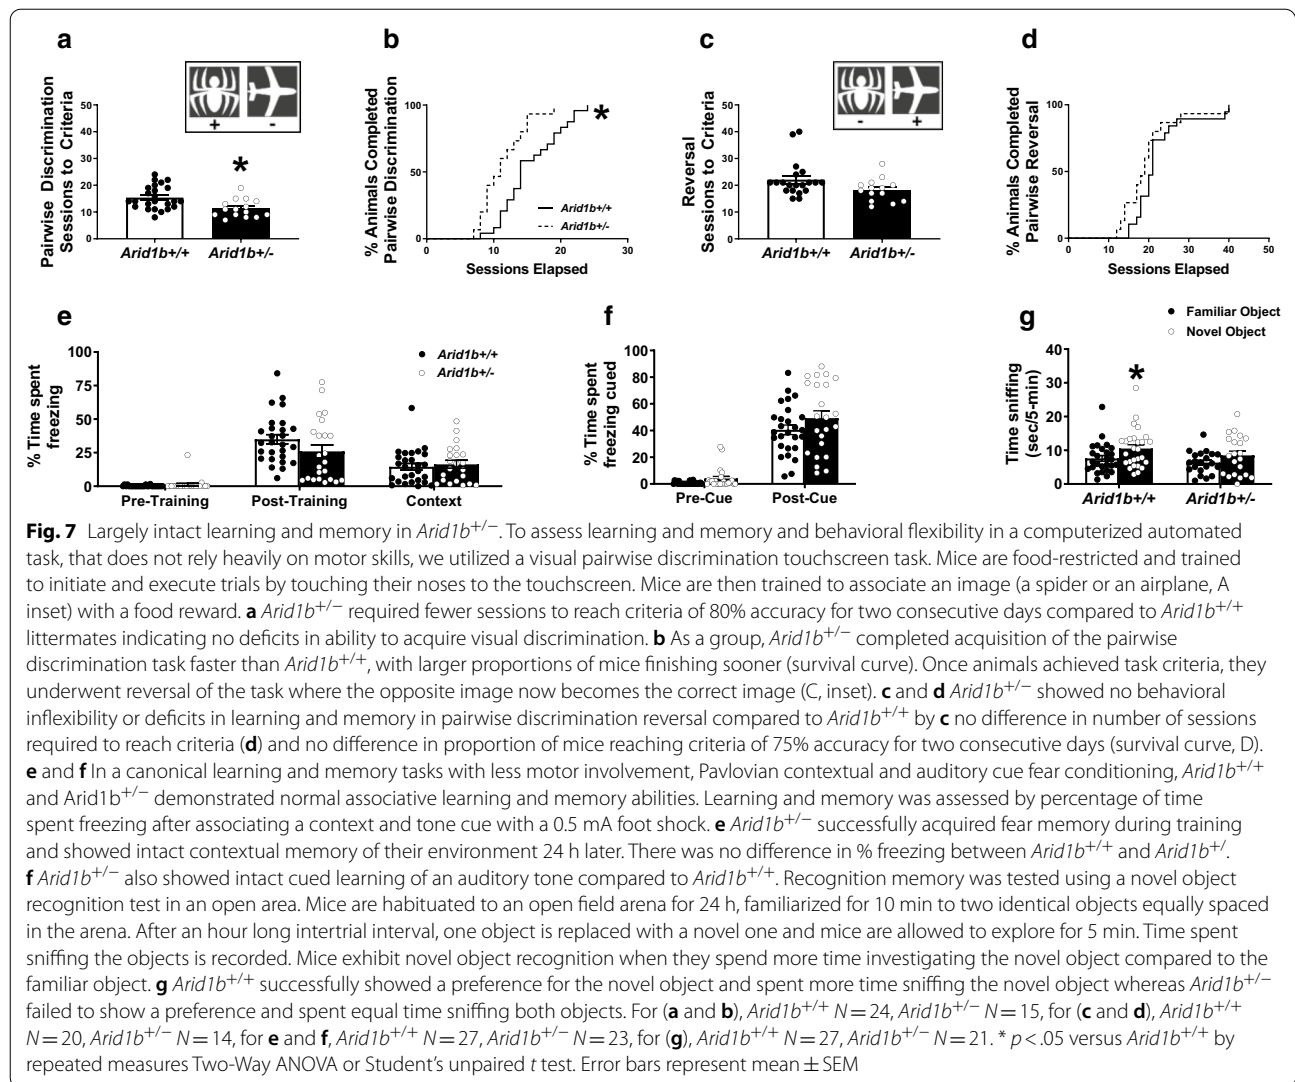 a
Pairwise Discrimination
Sessions to Criteria
50
40
30
20
10
0
+ -
*
Arid1b+/+ Arid1b+/-
b
% Animals Completed
Pairwise Discrimination
100
50
0
*
Arid1b+/+
Arid1b+/-
0 10 20 30
Sessions Elapsed
c
Reversal
Sessions to Criteria
50
40
30
20
10
0
- +
Arid1b+/+ Arid1b+/-
d
% Animals Completed
Pairwise Reversal
100
50
0
0 10 20 30 40 50
Sessions Elapsed
e
% Time spent
freezing
100
75
50
25
0
Arid1b+/+
Arid1b+/-
Pre-Training Post-Training Context
f
% Time spent
freezing cued
100
80
60
40
20
0
Pre-Cue Post-Cue
g
Familiar Object
Novel Object
Time sniffing
(sec/5-min)
40
30
20
10
0
*
Arid1b+/+ Arid1b+/-
Fig. 7 Largely intact learning and memory in Arid1b+/−. To assess learning and memory and behavioral flexibility in a computerized automated
task, that does not rely heavily on motor skills, we utilized a visual pairwise discrimination touchscreen task. Mice are food-restricted and trained
to initiate and execute trials by touching their noses to the touchscreen. Mice are then trained to associate an image (a spider or an airplane, A
inset) with a food reward. a Arid1b+/− required fewer sessions to reach criteria of 80% accuracy for two consecutive days compared to Arid1b+/+
littermates indicating no deficits in ability to acquire visual discrimination. b As a group, Arid1b+/− completed acquisition of the pairwise
discrimination task faster than Arid1b+/+, with larger proportions of mice finishing sooner (survival curve). Once animals achieved task criteria, they
underwent reversal of the task where the opposite image now becomes the correct image (C, inset). c and d Arid1b+/− showed no behavioral
inflexibility or deficits in learning and memory in pairwise discrimination reversal compared to Arid1b+/+ by c no difference in number of sessions
required to reach criteria (d) and no difference in proportion of mice reaching criteria of 75% accuracy for two consecutive days (survival curve, D).
e and f In a canonical learning and memory tasks with less motor involvement, Pavlovian contextual and auditory cue fear conditioning, Arid1b+/+
and Arid1b+/− demonstrated normal associative learning and memory abilities. Learning and memory was assessed by percentage of time
spent freezing after associating a context and tone cue with a 0.5 mA foot shock. e Arid1b+/− successfully acquired fear memory during training
and showed intact contextual memory of their environment 24 h later. There was no difference in % freezing between Arid1b+/+ and Arid1b+/.
f Arid1b+/− also showed intact cued learning of an auditory tone compared to Arid1b+/+. Recognition memory was tested using a novel object
recognition test in an open area. Mice are habituated to an open field arena for 24 h, familiarized for 10 min to two identical objects equally spaced
in the arena. After an hour long intertrial interval, one object is replaced with a novel one and mice are allowed to explore for 5 min. Time spent
sniffing the objects is recorded. Mice exhibit novel object recognition when they spend more time investigating the novel object compared to the
familiar object. g Arid1b+/+ successfully showed a preference for the novel object and spent more time sniffing the novel object whereas Arid1b+/−
failed to show a preference and spent equal time sniffing both objects. For (a and b), Arid1b+/+ N = 24, Arid1b+/− N = 15, for (c and d), Arid1b+/+
N = 20, Arid1b+/− N = 14, for e and f, Arid1b+/+ N = 27, Arid1b+/− N = 23, for (g), Arid1b+/+ N = 27, Arid1b+/− N = 21. * p < .05 versus Arid1b+/+ by
repeated measures Two-Way ANOVA or Student's unpaired t test. Error bars represent mean ± SEM